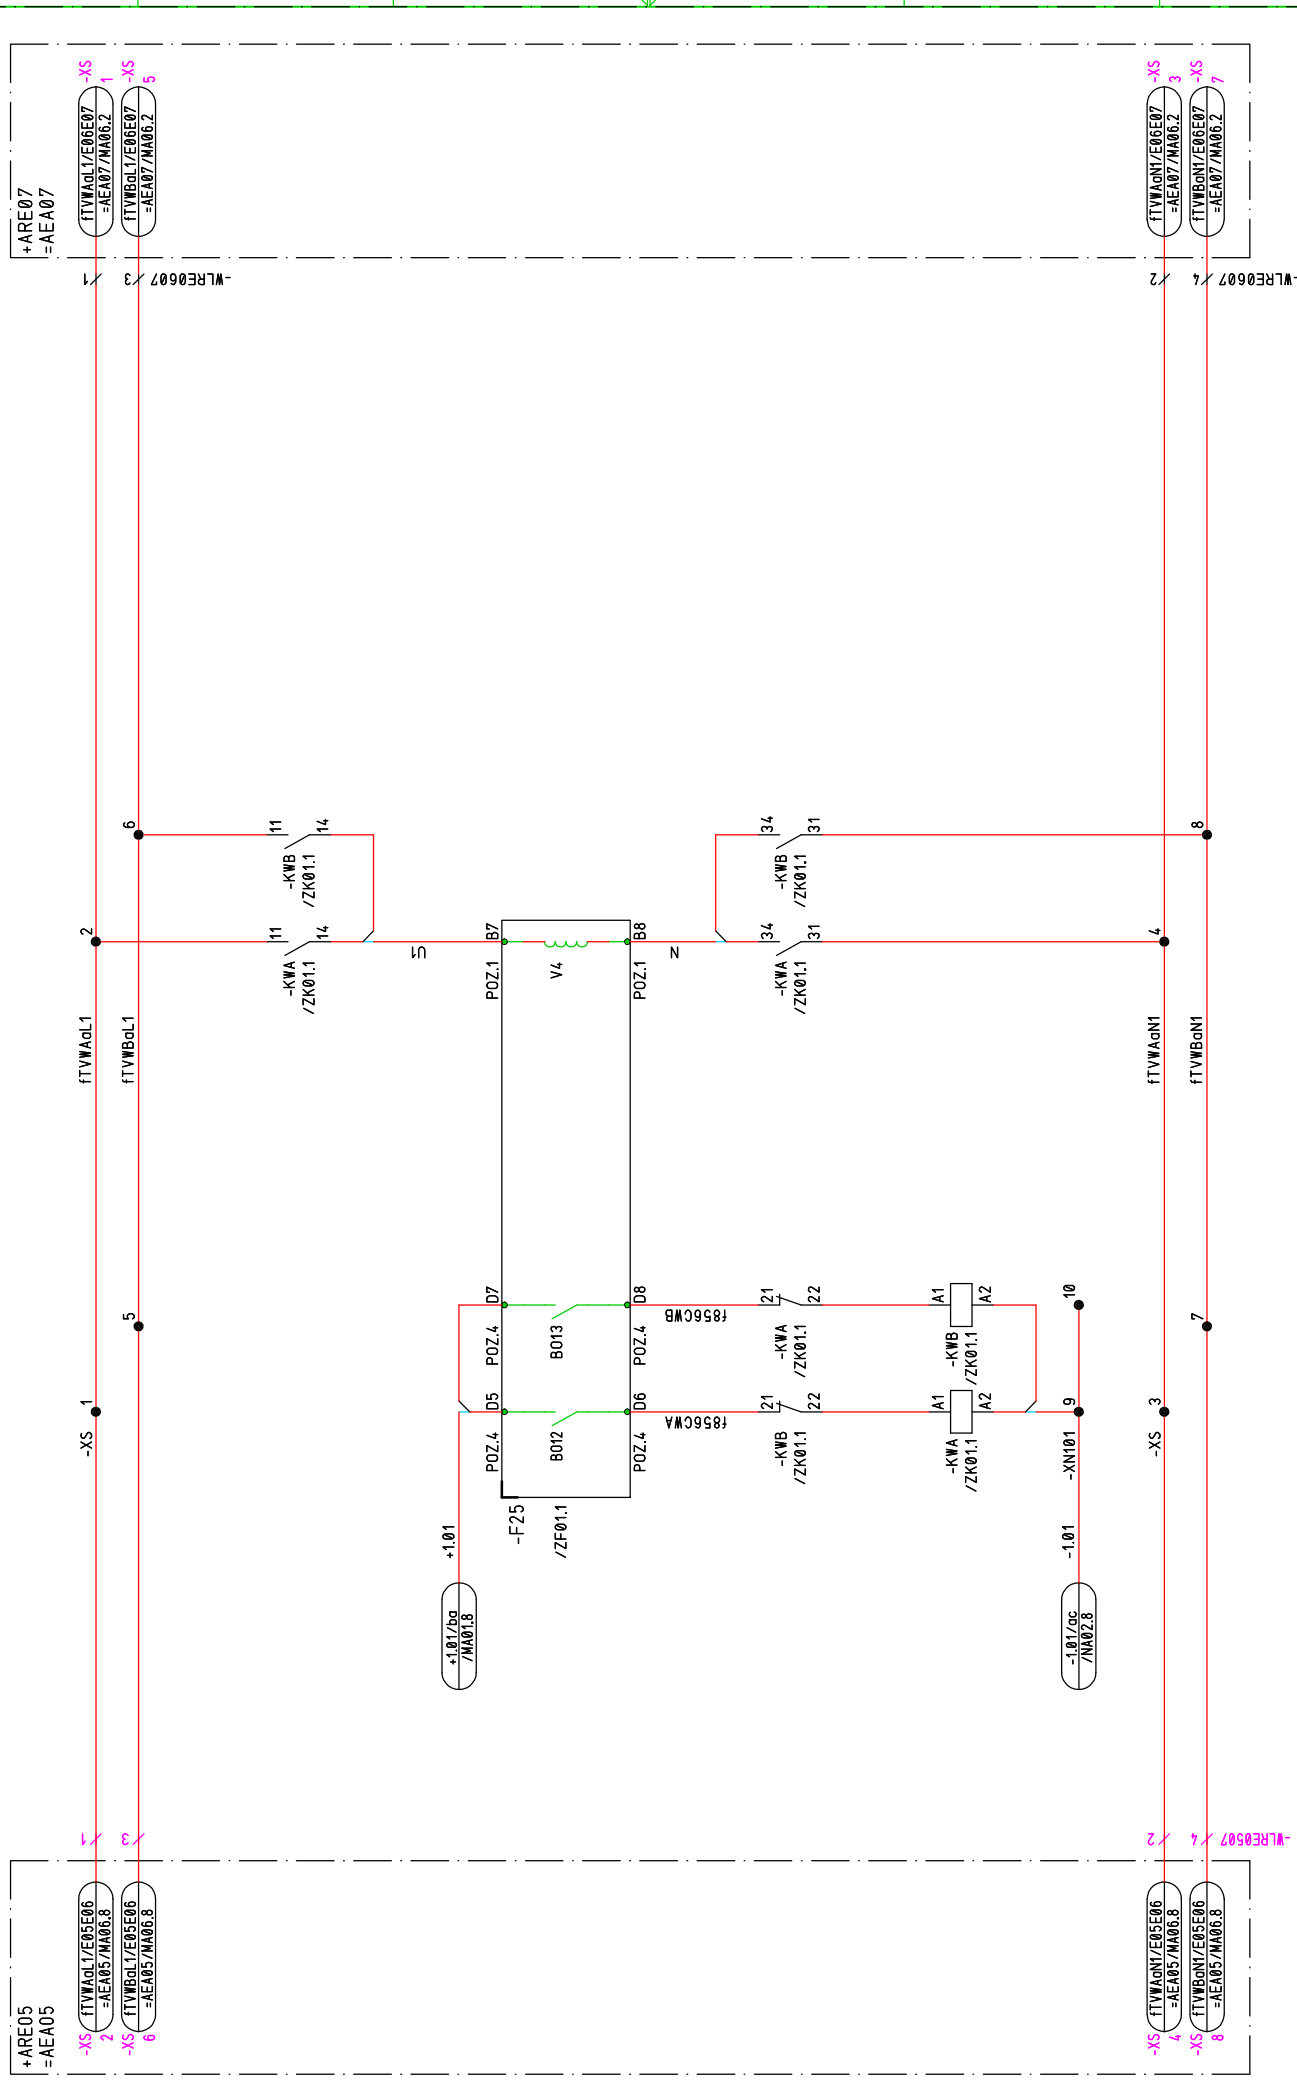 +ARE05
=AEA05
-XS
2
fTVWAaL1/E05E06
=AEA05/MA06.8
-XS
6
fTVWBaL1/E05E06
=AEA05/MA06.8
-XS
4
fTVWAaN1/E05E06
=AEA05/MA06.8
-XS
8
fTVWBaN1/E05E06
=AEA05/MA06.8
1
3
2
4
-WLRE0507
+1.01/ba
/MA01.8
+1.01
-1.01/ac
/NA02.8
-1.01
-XS
1
5
-F25
/ZF01.1
POZ.4
D5
BO12
POZ.4
D6
f856CWA
-KWB
/ZK01.1
21
22
-KWA
/ZK01.1
A1
A2
-XN101
9
-XS
3
POZ.4
D7
BO13
POZ.4
D8
f856CWB
-KWA
/ZK01.1
21
22
-KWB
/ZK01.1
A1
A2
10
7
fTVWAaL1
fTVWBaL1
fTVWAaN1
fTVWBaN1
2
-KWA
/ZK01.1
11
14
U1
POZ.1
B7
V4
POZ.1
B8
N
-KWA
/ZK01.1
34
31
4
6
-KWB
/ZK01.1
11
14
-KWB
/ZK01.1
34
31
8
1
3
-WLRE0607
2
4
-WLRE0607
+ARE07
=AEA07
fTVWAaL1/E06E07
=AEA07/MA06.2
-XS
1
fTVWBaL1/E06E07
=AEA07/MA06.2
-XS
5
fTVWAaN1/E06E07
=AEA07/MA06.2
-XS
3
fTVWBaN1/E06E07
=AEA07/MA06.2
-XS
7